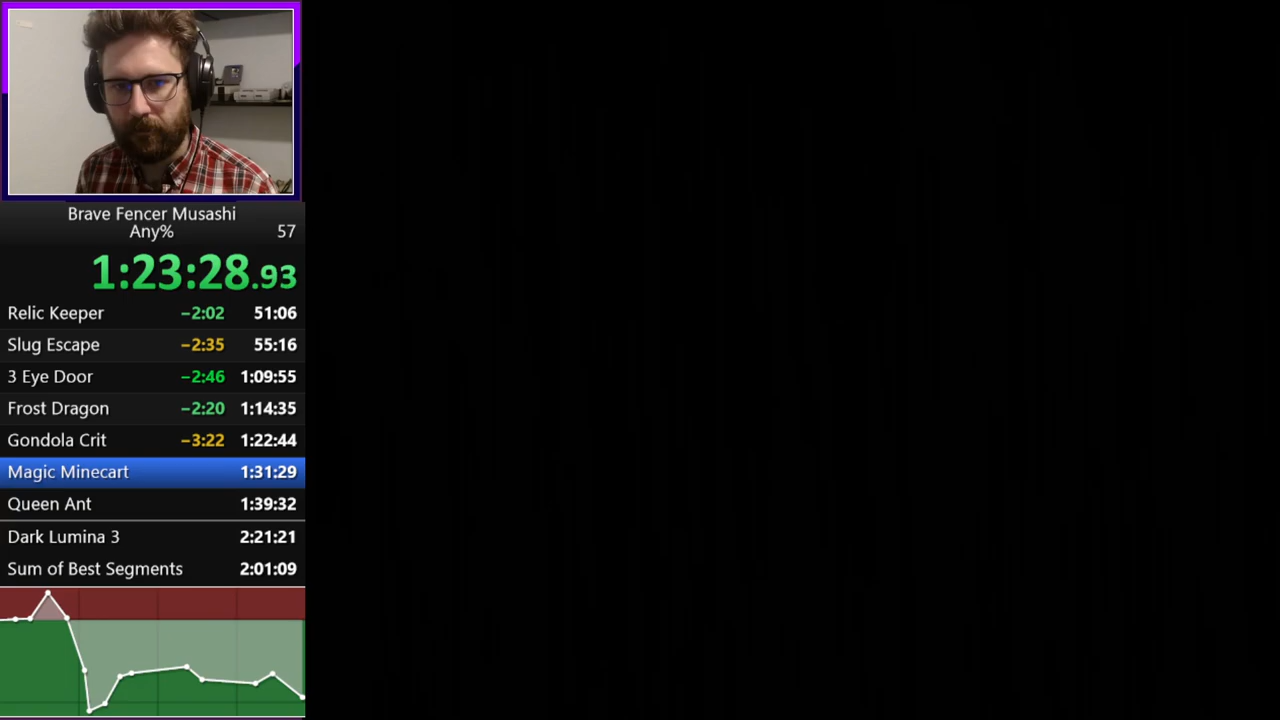 Brave Fencer Musashi
Any% 57
1:23:28.93
Relic Keeper -2:02 51:06
Slug Escape -2:35 55:16
3 Eye Door -2:46 1:09:55
Frost Dragon -2:20 1:14:35
Gondola Crit -3:22 1:22:44
Magic Minecart 1:31:29
Queen Ant 1:39:32
Dark Lumina 3 2:21:21
Sum of Best Segments 2:01:09